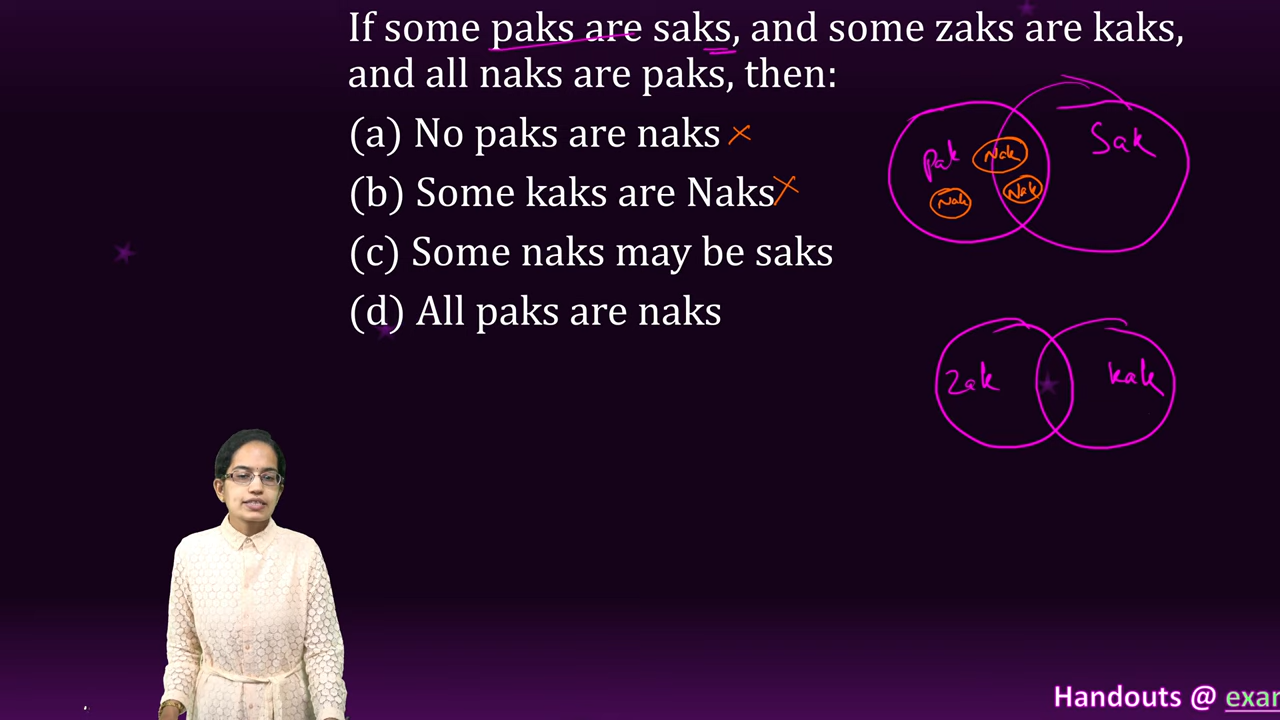 If some paks are saks, and some zaks are kaks,
and all naks are paks, then:
(a) No paks are naks ×
(b) Some kaks are Naks ×
(c) Some naks may be saks
(d) All paks are naks
Pak
Nak
Sak
Nak
Nak
Zak
kak
Handouts @ exar